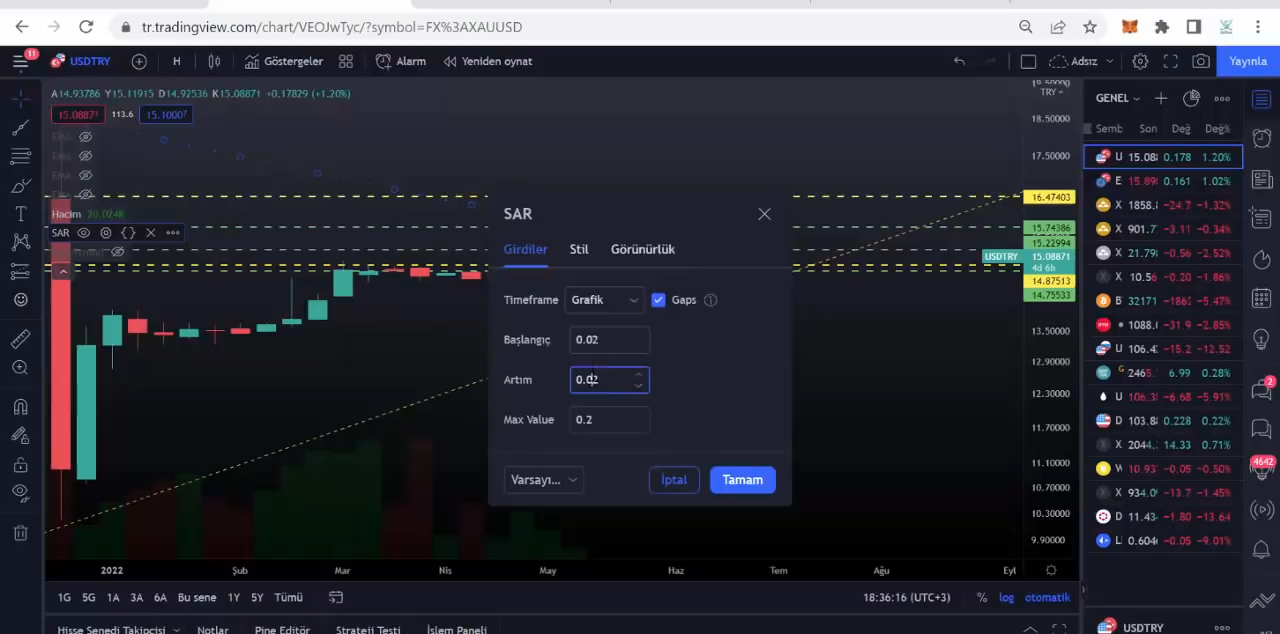 tr.tradingview.com/chart/VEOJwTyc/?symbol=FX%3AXAUUSD
11
USDTRY
H
Göstergeler
Alarm
Yeniden oynat
Adsız
Yayınla
A14.93786 Y15.11915 D14.92536 K15.08871 +0.17829 (+1.20%)
15.08871
113.6
15.10007
Hacim 20.024K
SAR
TRY
18.50000
17.50000
16.47403
15.74386
15.22994
USDTRY 15.08871
4d 6h
14.87513
14.75533
13.50000
12.90000
12.30000
11.70000
11.10000
10.70000
10.30000
9.90000
SAR
Girdiler
Stil
Görünürlük
Timeframe
Grafik
Gaps
Başlangıç
0.02
Artım
0.02
Max Value
0.2
Varsayı...
İptal
Tamam
2022
Şub
Mar
Nis
May
Haz
Tem
Ağu
Eyl
1G 5G 1A 3A 6A Bu sene 1Y 5Y Tümü
18:36:16 (UTC+3)
%
log
otomatik
Hisse Senedi Takipçisi
Notlar
Pine Editör
Strateji Testi
İşlem Paneli
GENEL
Semb Son Değ Değ%
U 15.08 0.178 1.20%
E 15.89 0.161 1.02%
X 1858. -24.7 -1.32%
X 901.7 -3.11 -0.34%
X 21.79 -0.56 -2.52%
X 10.56 -0.20 -1.86%
B 32171 -186 -5.47%
1088. -31.9 -2.85%
U 106.4 -15.2 -12.52
G 2465 6.99 0.28%
U 106.3 -6.68 -5.91%
D 103.8 0.228 0.22%
X 2044. 14.33 0.71%
10.93 -0.05 -0.50%
X 934.0 -13.7 -1.45%
D 11.43 -1.80 -13.64
L 0.604 -0.05 -9.01%
USDTRY
2
4642